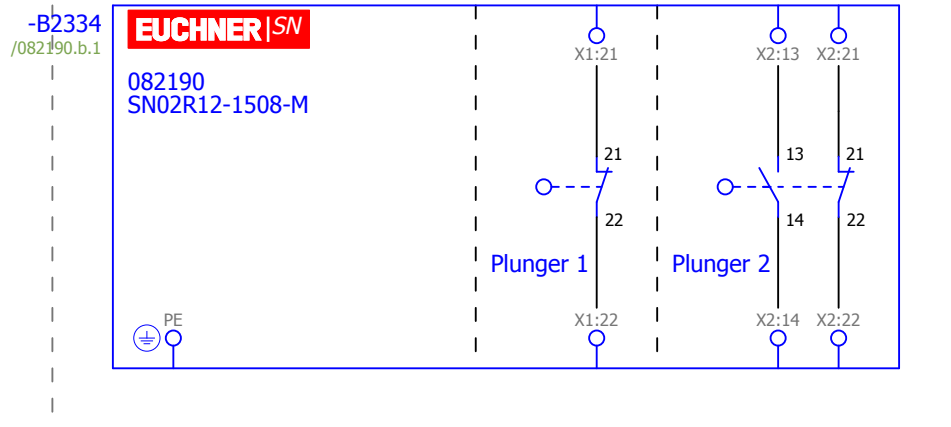 -B2334
/082190.b.1
EUCHNER|SN
082190
SN02R12-1508-M
X1:21
X2:13 X2:21
21
22
13
14
21
22
Plunger 1
Plunger 2
PE
X1:22
X2:14 X2:22